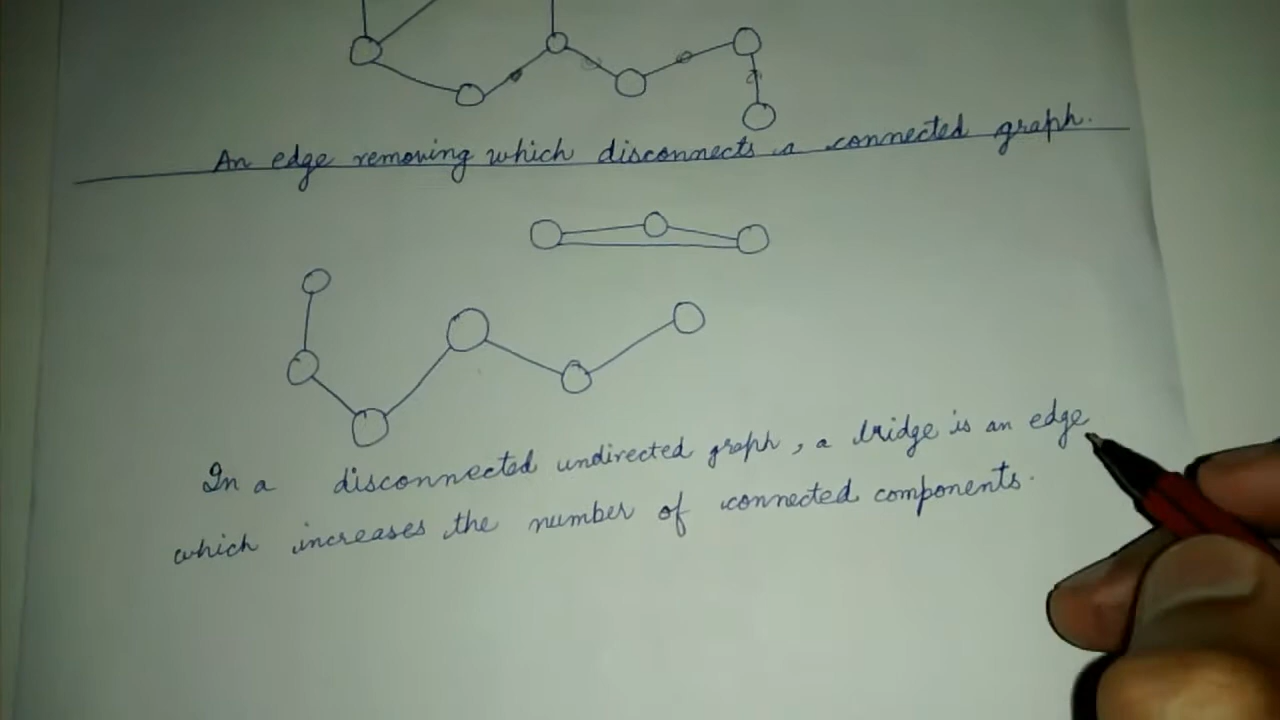 An edge removing which disconnects a connected graph.
In a disconnected undirected graph, a bridge is an edge
which increases the number of connected components.